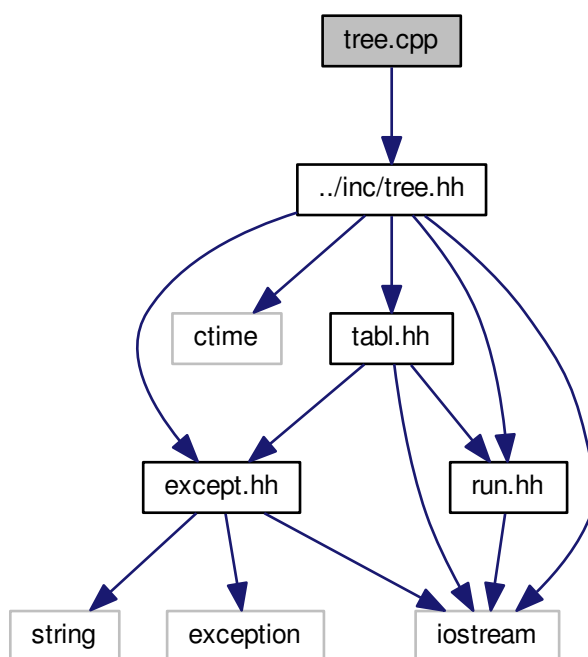 tree.cpp
../inc/tree.hh
ctime
tabl.hh
except.hh
run.hh
string
exception
iostream